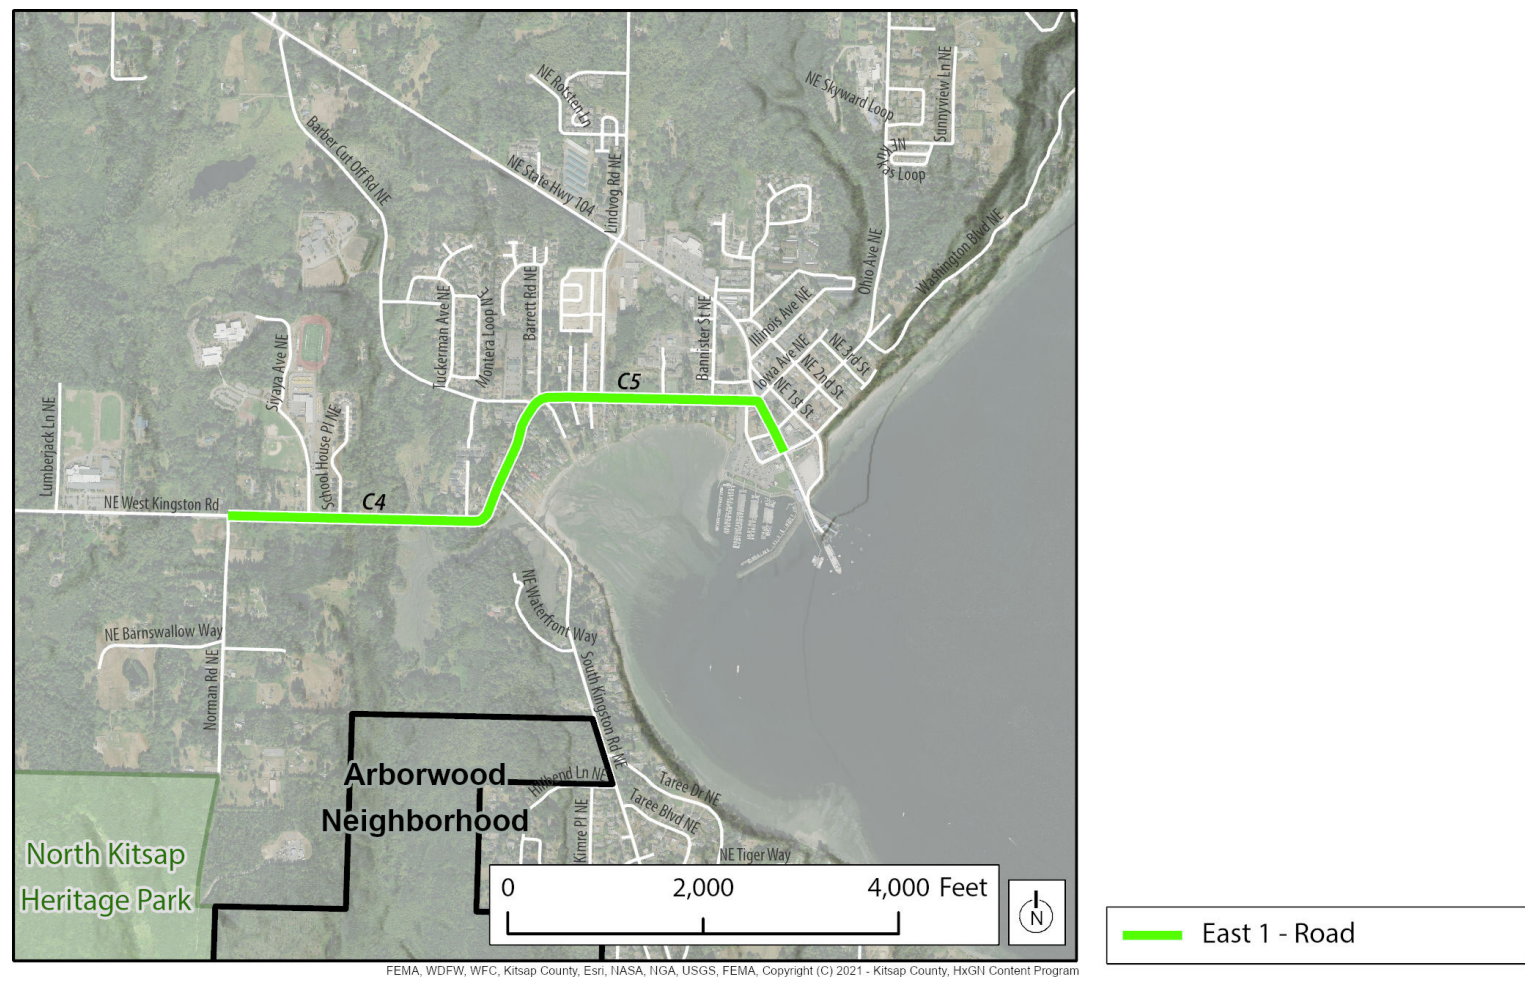 NE Rotsten Ln
NE Skyward Loop
Sunnyview Ln NE
Barber Cut Off Rd NE
NE State Hwy 104
Lindvog Rd NE
as Loop
Ohio Ave NE
Washington Blvd NE
Tuckerman Ave NE
Montera Loop NE
Barrett Rd NE
Bannister St NE
Illinois Ave NE
Iowa Ave NE
NE 3rd St
NE 2nd St
NE 1st St
C5
Siyaya Ave NE
School House Pl NE
Lumberjack Ln NE
NE West Kingston Rd
C4
NE Waterfront Way
NE Barnswallow Way
Norman Rd NE
South Kingston Rd NE
Arborwood
Neighborhood
Hillbend Ln NE
Taree Dr NE
Taree Blvd NE
Kimre Pl NE
NE Tiger Way
North Kitsap
Heritage Park
0 2,000 4,000 Feet
N
East 1 - Road
FEMA, WDFW, WFC, Kitsap County, Esri, NASA, NGA, USGS, FEMA, Copyright (C) 2021 - Kitsap County, HxGN Content Program